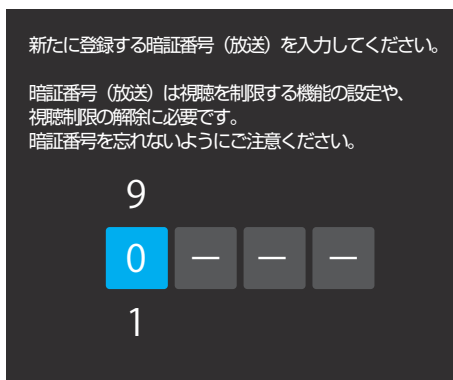 新たに登録する暗証番号（放送）を入力してください。
暗証番号（放送）は視聴を制限する機能の設定や、
視聴制限の解除に必要です。
暗証番号を忘れないようにご注意ください。
9
0 － － －
1